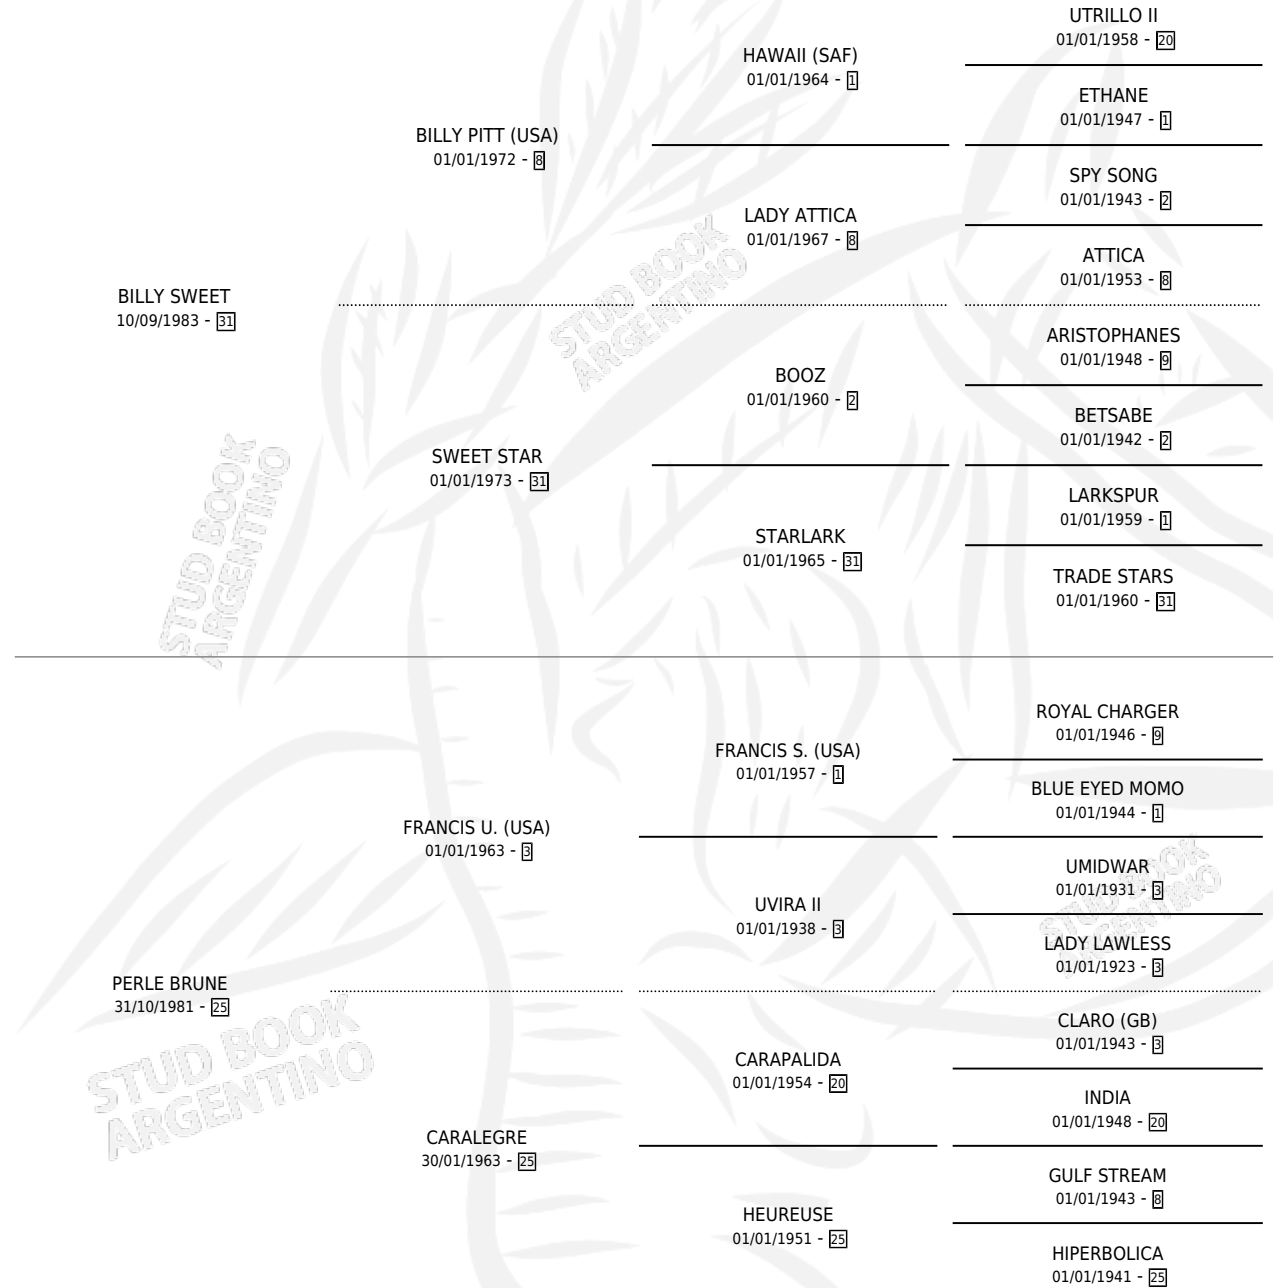 UTRILLO II
01/01/1958 - 20
HAWAII (SAF)
01/01/1964 - 1
ETHANE
01/01/1947 - 1
BILLY PITT (USA)
01/01/1972 - 8
SPY SONG
01/01/1943 - 2
LADY ATTICA
01/01/1967 - 8
ATTICA
01/01/1953 - 8
BILLY SWEET
10/09/1983 - 31
STUD BOOK
ARGENTINO
ARISTOPHANES
01/01/1948 - 9
BOOZ
01/01/1960 - 2
BETSABE
01/01/1942 - 2
SWEET STAR
01/01/1973 - 31
LARKSPUR
01/01/1959 - 1
STARLARK
01/01/1965 - 31
TRADE STARS
01/01/1960 - 31
STUD BOOK
ARGENTINO
ROYAL CHARGER
01/01/1946 - 9
FRANCIS S. (USA)
01/01/1957 - 1
BLUE EYED MOMO
01/01/1944 - 1
FRANCIS U. (USA)
01/01/1963 - 3
UMIDWAR
01/01/1931 - 3
UVIRA II
01/01/1938 - 3
LADY LAWLESS
01/01/1923 - 3
STUD BOOK
ARGENTINO
PERLE BRUNE
31/10/1981 - 25
CLARO (GB)
01/01/1943 - 3
CARAPALIDA
01/01/1954 - 20
INDIA
01/01/1948 - 20
STUD BOOK
ARGENTINO
CARALEGRE
30/01/1963 - 25
GULF STREAM
01/01/1943 - 8
HEUREUSE
01/01/1951 - 25
HIPERBOLICA
01/01/1941 - 25